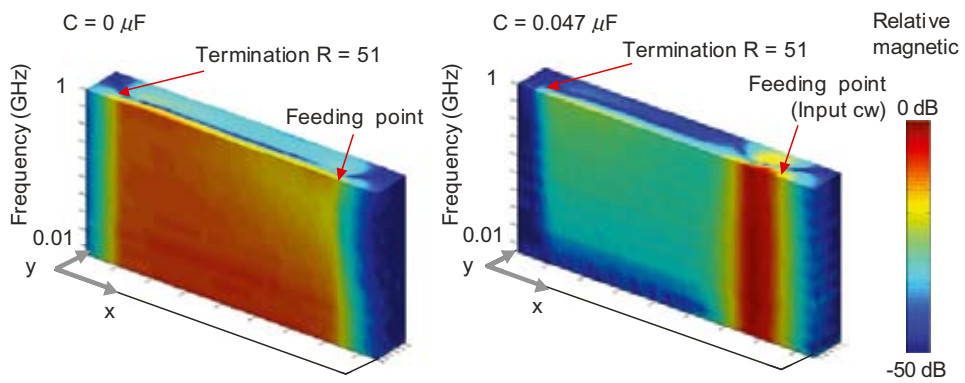 C = 0 μF
Termination R = 51
Feeding point
1
Frequency (GHz)
0.01
y
x
C = 0.047 μF
Termination R = 51
Feeding point
(Input cw)
1
Frequency (GHz)
0.01
y
x
Relative
magnetic
0 dB
-50 dB